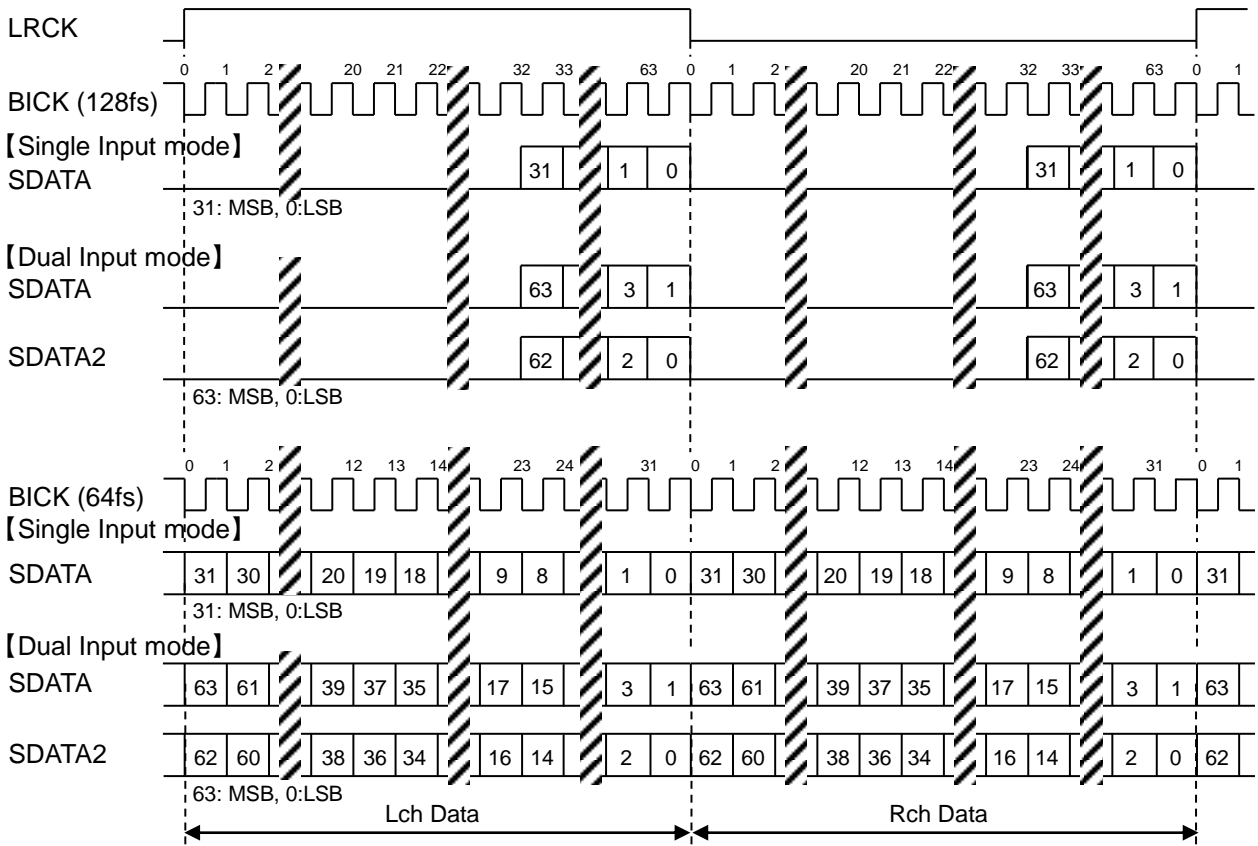 LRCK
0 1 2 20 21 22 32 33 63 0 1 2 20 21 22 32 33 63 0 1
BICK (128fs)
【Single Input mode】
SDATA 31 1 0 31 1 0
31: MSB, 0:LSB
【Dual Input mode】
SDATA 63 3 1 63 3 1
SDATA2 62 2 0 62 2 0
63: MSB, 0:LSB
0 1 2 12 13 14 23 24 31 0 1 2 12 13 14 23 24 31 0 1
BICK (64fs)
【Single Input mode】
SDATA 31 30 20 19 18 9 8 1 0 31 30 20 19 18 9 8 1 0 31
31: MSB, 0:LSB
【Dual Input mode】
SDATA 63 61 39 37 35 17 15 3 1 63 61 39 37 35 17 15 3 1 63
SDATA2 62 60 38 36 34 16 14 2 0 62 60 38 36 34 16 14 2 0 62
63: MSB, 0:LSB
Lch Data Rch Data